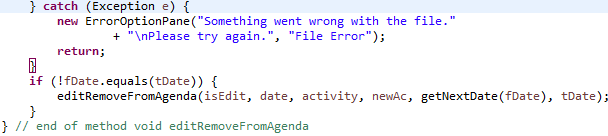 } catch (Exception e) {
new ErrorOptionPane("Something went wrong with the file."
+ "\nPlease try again.", "File Error");
return;
}
if (!fDate.equals(tDate)) {
editRemoveFromAgenda(isEdit, date, activity, newAc, getNextDate(fDate), tDate);
}
} // end of method void editRemoveFromAgenda